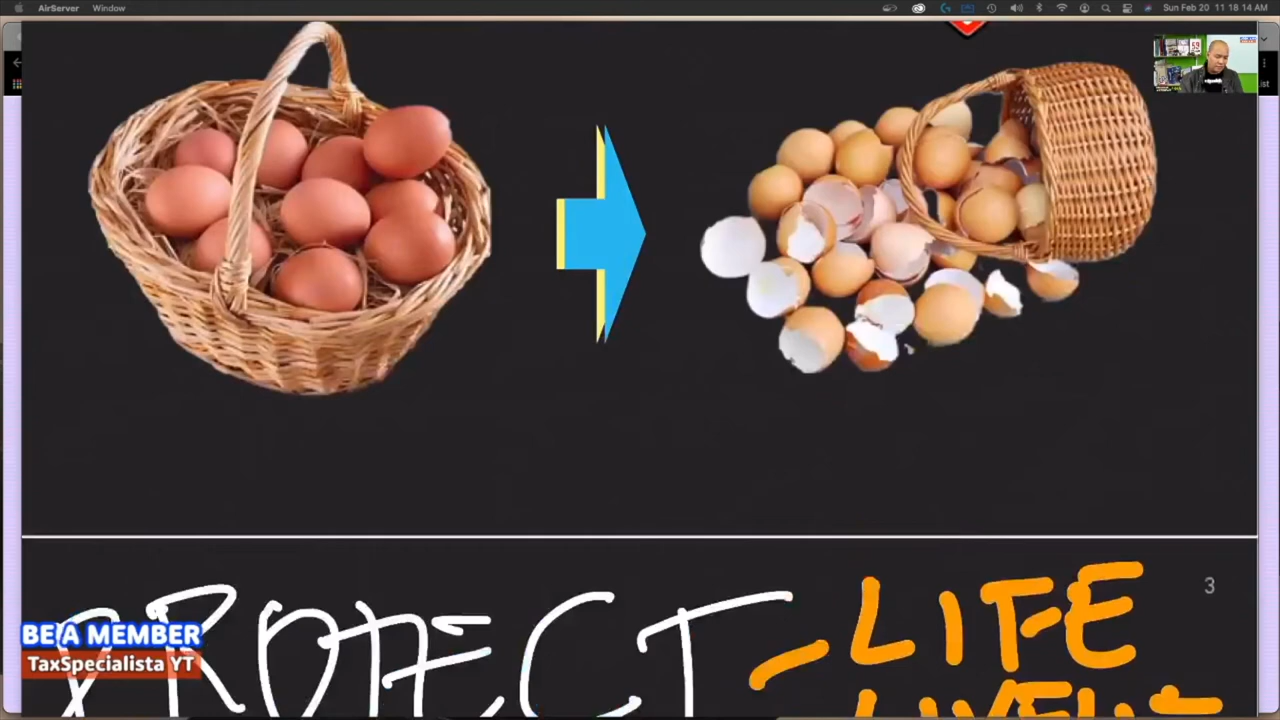 AirServer Window Sun Feb 20 11 18 14 AM
3
PROTECT - LIFE
BE A MEMBER
TaxSpecialista YT